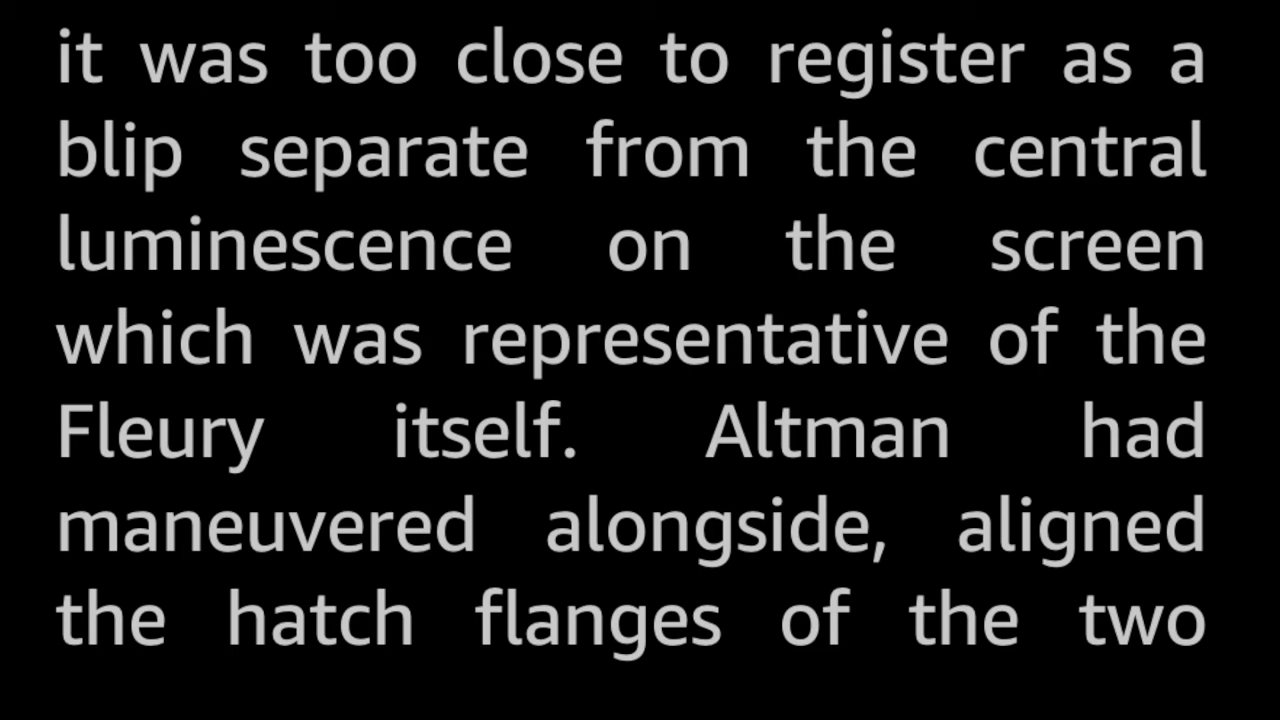 it was too close to register as a
blip separate from the central
luminescence on the screen
which was representative of the
Fleury itself. Altman had
maneuvered alongside, aligned
the hatch flanges of the two